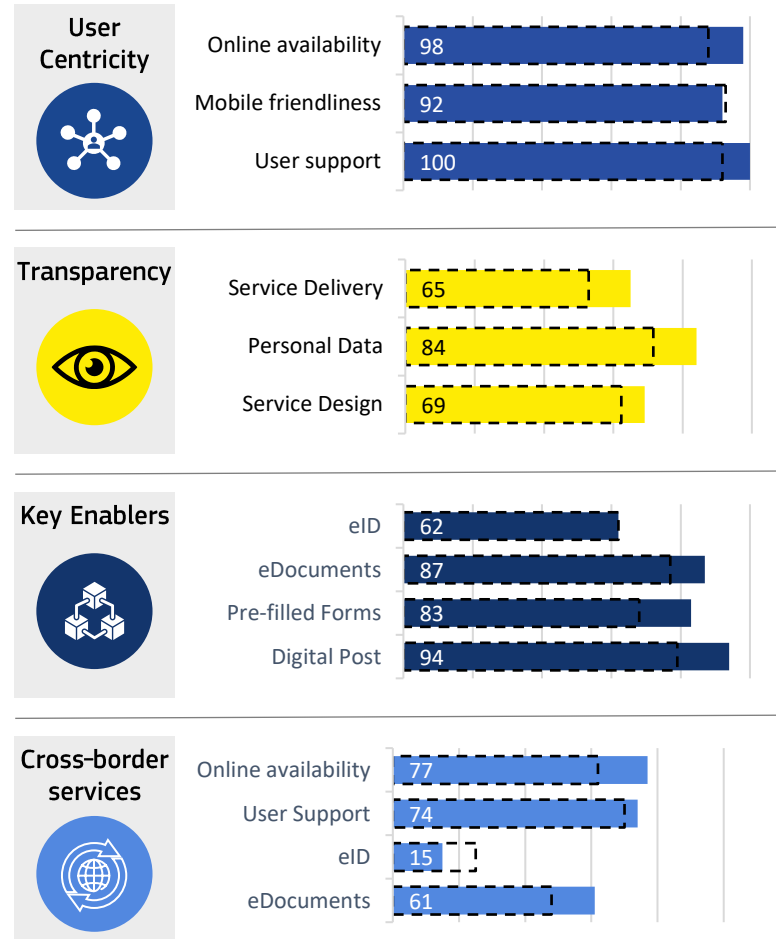 User
Centricity
Online availability
98
Mobile friendliness
92
User support
100
Transparency
Service Delivery
65
Personal Data
84
Service Design
69
Key Enablers
eID
62
eDocuments
87
Pre-filled Forms
83
Digital Post
94
Cross-border
services
Online availability
77
User Support
74
eID
15
eDocuments
61